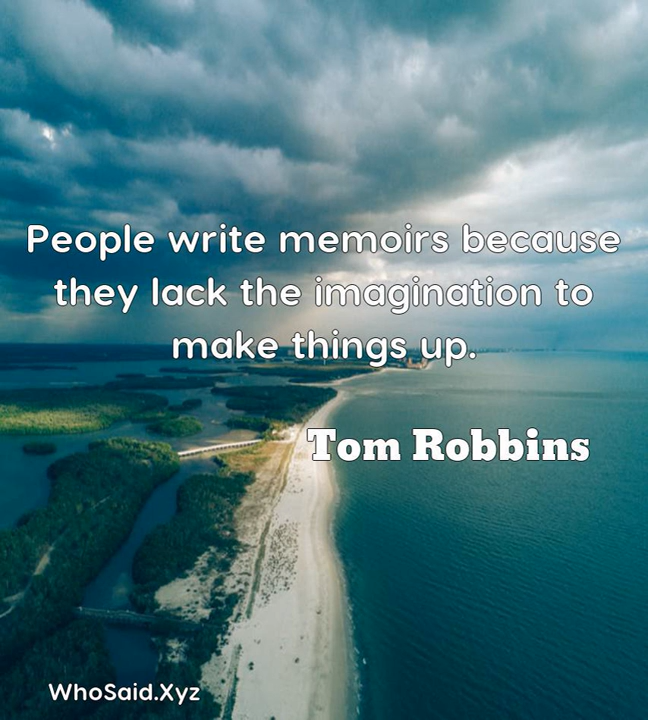 People write memoirs because
they lack the imagination to
make things up.
Tom Robbins
WhoSaid.Xyz